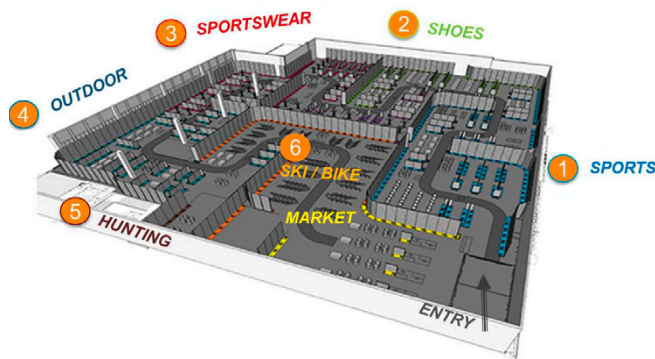 2 SHOES
3 SPORTSWEAR
4 OUTDOOR
6
SKI / BIKE
1 SPORTS
5
HUNTING
MARKET
ENTRY